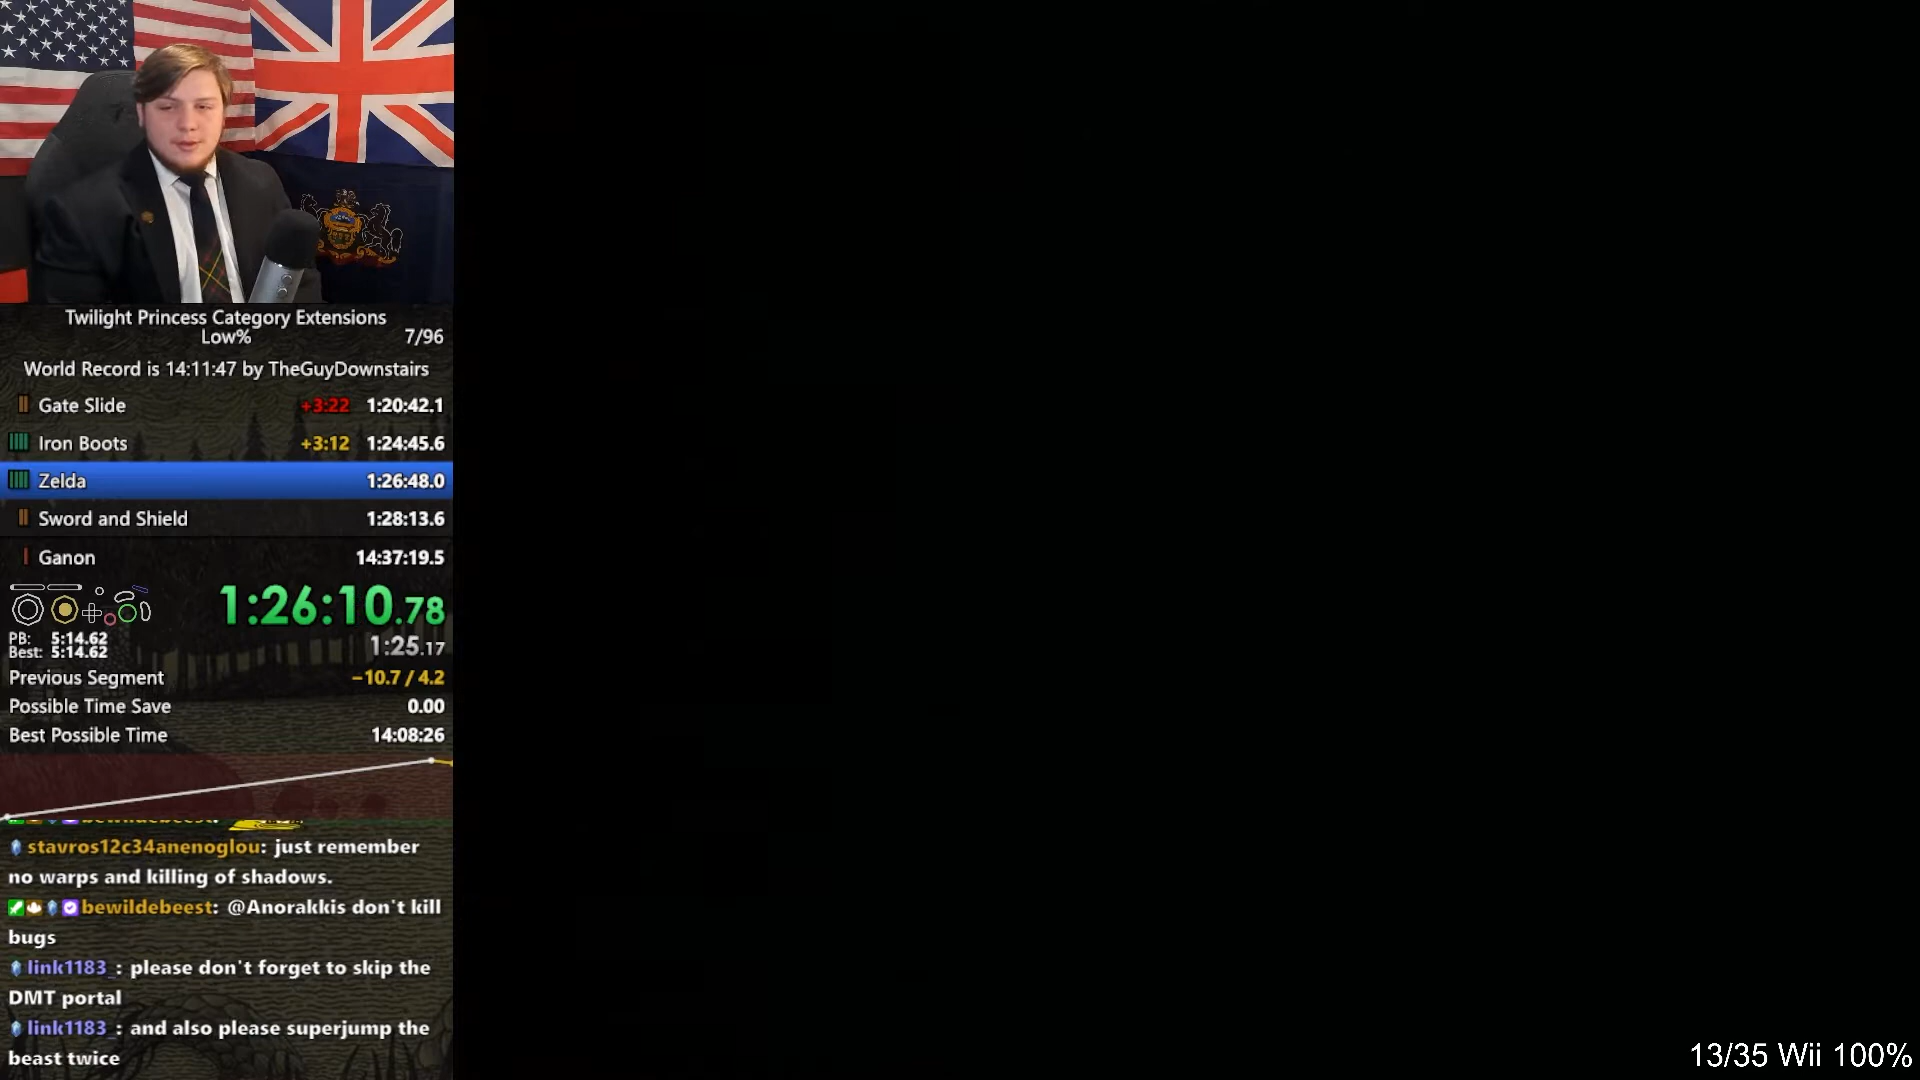 Twilight Princess Category Extensions
Low% 7/96
World Record is 14:11:47 by TheGuyDownstairs
Gate Slide +3:22 1:20:42.1
Iron Boots +3:12 1:24:45.6
Zelda 1:26:48.0
Sword and Shield 1:28:13.6
Ganon 14:37:19.5
1:26:10.78
PB: 5:14.62
Best: 5:14.62 1:25.17
Previous Segment −10.7 / 4.2
Possible Time Save 0.00
Best Possible Time 14:08:26
bewildebeest:
stavros12c34anenoglou: just remember
no warps and killing of shadows.
bewildebeest: @Anorakkis don't kill
bugs
link1183_: please don't forget to skip the
DMT portal
link1183_: and also please superjump the
beast twice
13/35 Wii 100%